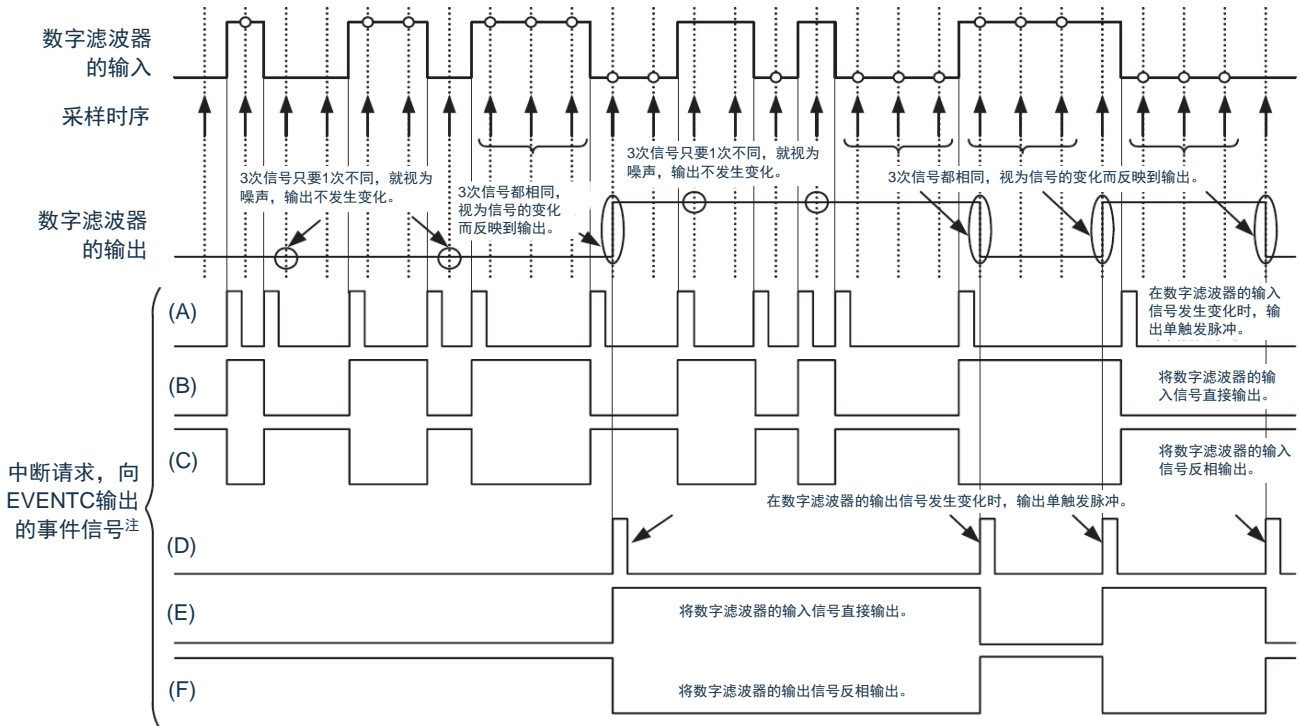 数字滤波器
的输入
采样时序
3次信号只要1次不同，就视为
噪声，输出不发生变化。
3次信号都相同，
视为信号的变化
而反映到输出。
3次信号只要1次不同，就视为
噪声，输出不发生变化。
3次信号都相同，视为信号的变化而反映到输出。
数字滤波器
的输出
中断请求，向
EVENTC输出
的事件信号注
(A)
在数字滤波器的输入
信号发生变化时，输
出单触发脉冲。
(B)
将数字滤波器的输
入信号直接输出。
(C)
将数字滤波器的输入
信号反相输出。
在数字滤波器的输出信号发生变化时，输出单触发脉冲。
(D)
(E)
将数字滤波器的输入信号直接输出。
(F)
将数字滤波器的输出信号反相输出。